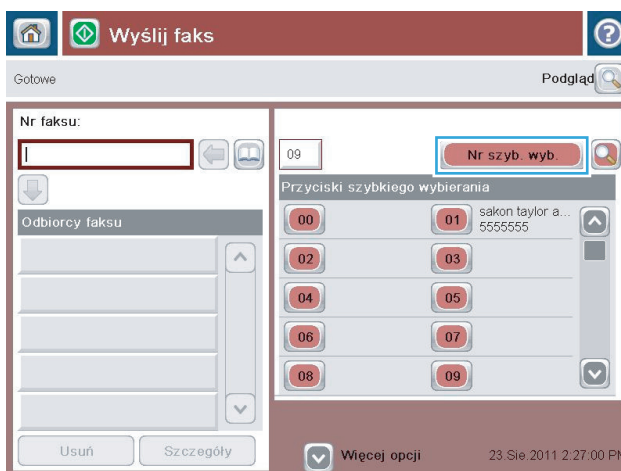 Wyślij faks
Gotowe
Podgląd
Nr faksu:
09
Nr szyb. wyb.
Przyciski szybkiego wybierania
00
01 sakon taylor a...
5555555
02
03
04
05
06
07
08
09
Odbiorcy faksu
Usuń
Szczegóły
Więcej opcji
23.Sie.2011 2:27:00 PM